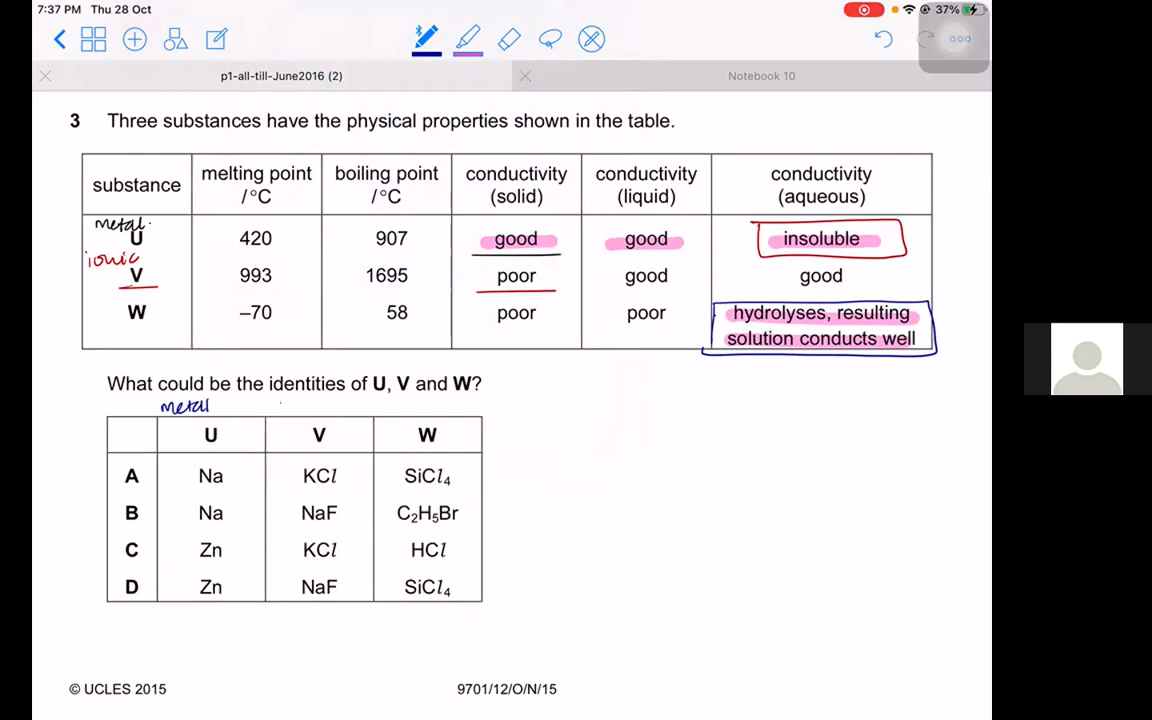 7:37 PM Thu 28 Oct 37%
p1-all-till-June2016 (2) Notebook 10
3 Three substances have the physical properties shown in the table.
substance melting point /°C boiling point /°C conductivity (solid) conductivity (liquid) conductivity (aqueous)
metal
U 420 907 good good insoluble
ionic
V 993 1695 poor good good
W –70 58 poor poor hydrolyses, resulting
solution conducts well
What could be the identities of U, V and W?
metal
U V W
A Na KCl SiCl₄
B Na NaF C₂H₅Br
C Zn KCl HCl
D Zn NaF SiCl₄
© UCLES 2015 9701/12/O/N/15